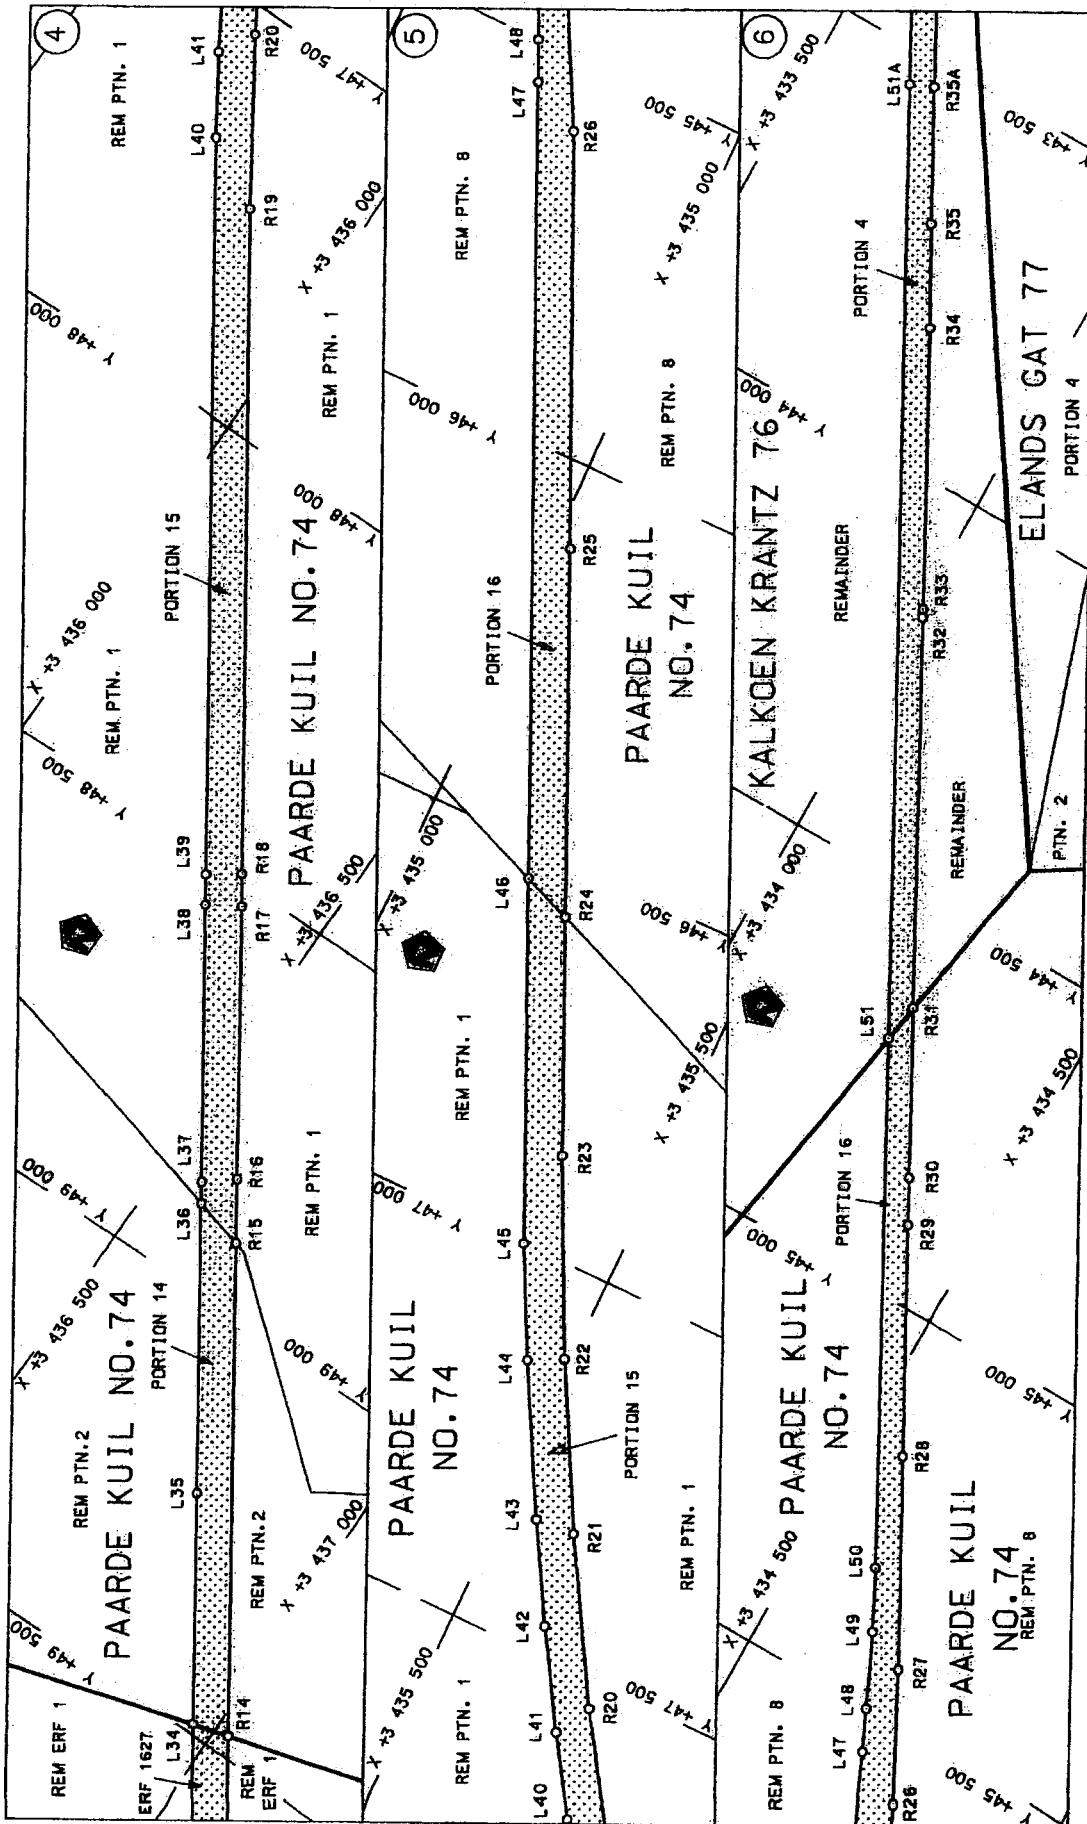 4
REM ERF 1
ERF 1627
L34
REM
ERF 1
R14
Y +49 500
REM PTN.2
PAARDE KUIL NO.74
PORTION 14
L35
REM PTN.2
X +3 437 000
X +3 436 500
Y +49 000
Y +49 000
L36
L37
R15
R16
REM PTN. 1
L38
L39
R17
R18
X +3 436 500
Y +48 500
X +3 436 000
REM PTN. 1
PAARDE KUIL NO.74
PORTION 15
Y +48 000
Y +48 000
REM PTN. 1
X +3 436 000
REM PTN. 1
R19
L40
L41
R20
Y +47 500
5
L40
L41
L42
L43
L44
L45
L46
L47
L48
R20
R21
R22
R23
R24
R25
R26
REM PTN. 1
X +3 435 500
PAARDE KUIL
NO.74
Y +47 500
REM PTN. 1
PORTION 15
Y +47 000
REM PTN. 1
X +3 435 000
X +3 435 500
Y +46 500
PORTION 16
PAARDE KUIL
NO.74
Y +46 000
REM PTN. 8
REM PTN. 8
X +3 435 000
Y +45 500
6
L47
L48
L49
L50
L51
L51A
R26
R27
R28
R29
R30
R31
R32
R33
R34
R35
R35A
REM PTN. 8
X +3 434 500
PAARDE KUIL
NO.74
Y +45 500
PAARDE KUIL
NO.74
REM PTN. 8
Y +45 000
Y +45 000
PORTION 16
X +3 434 500
Y +44 500
X +3 434 000
PTN. 2
REMAINDER
KALKOEN KRANTZ 76
REMAINDER
Y +44 000
PORTION 4
ELANDS GAT 77
PORTION 4
X +3 433 500
Y +43 500